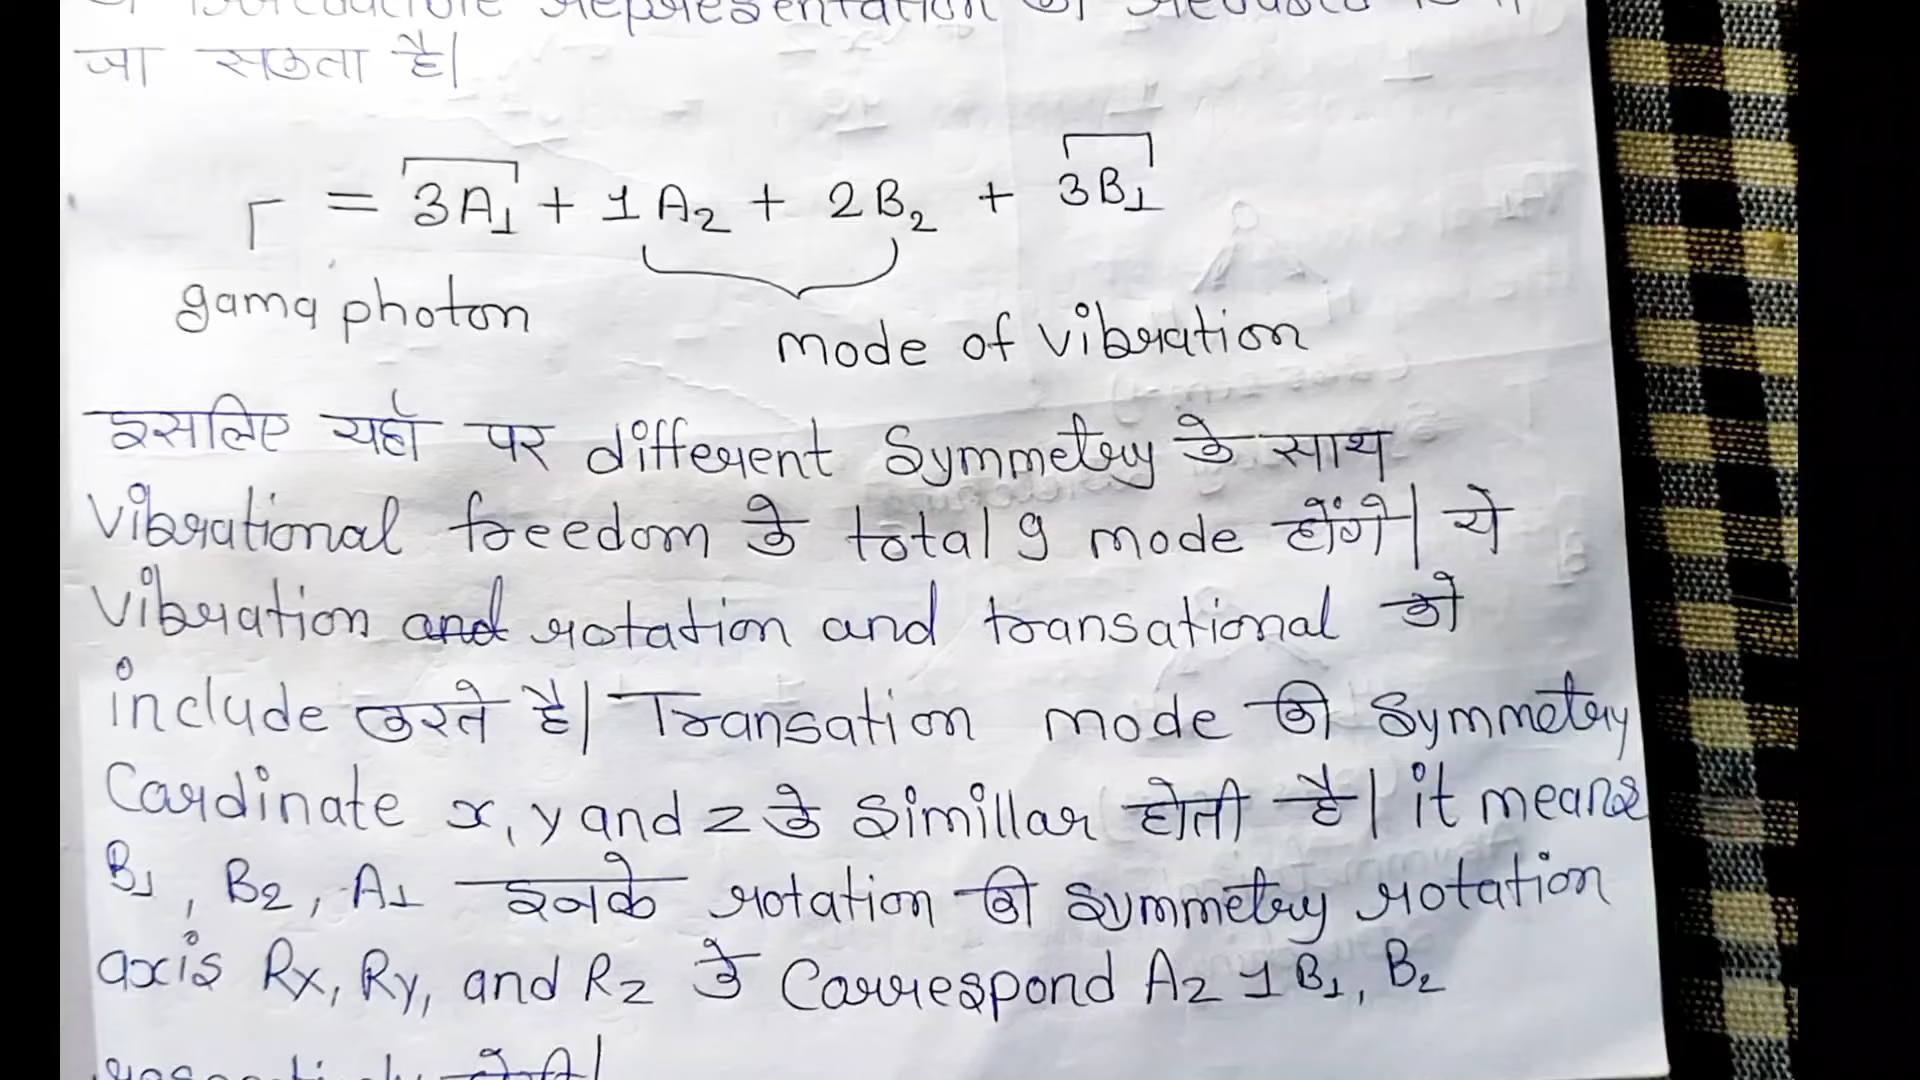 representation को
जा सकता है|
Γ = 3A1 + 1A2 + 2B2 + 3B1
gama photon
mode of vibration
इसलिए यहाँ पर different Symmetry के साथ
Vibrational freedom के total 9 mode होंगे| ये
Vibration and rotation and transational को
include करते है| Transation mode की Symmetry
Cardinate x, y and z के simillar होती है| it means
B1, B2, A1 इनके rotation की symmetry rotation
axis Rx, Ry, and Rz के Correspond A2 1 B1, B2